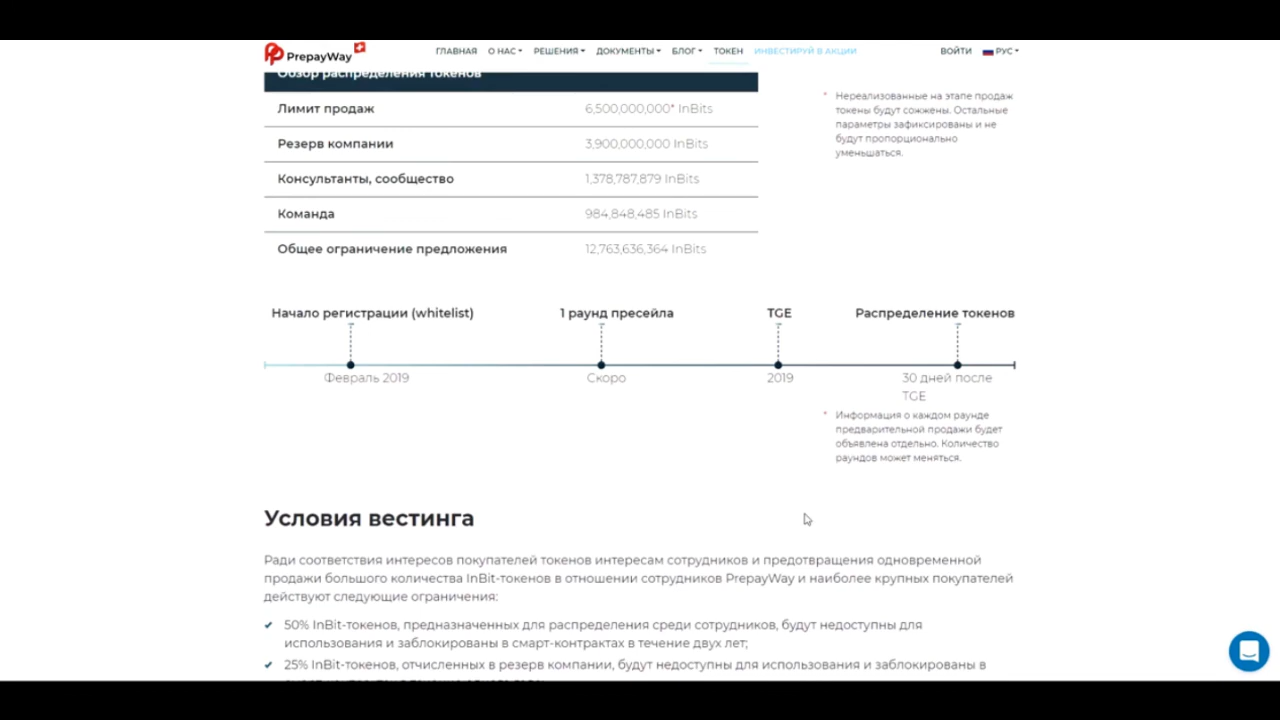 PrepayWay
ГЛАВНАЯ О НАС РЕШЕНИЯ ДОКУМЕНТЫ БЛОГ ТОКЕН ИНВЕСТИРУЙ В АКЦИИ ВОЙТИ РУС
Обзор распределения токенов
Лимит продаж 6,500,000,000* InBits
Резерв компании 3,900,000,000 InBits
Консультанты, сообщество 1,378,787,879 InBits
Команда 984,848,485 InBits
Общее ограничение предложения 12,763,636,364 InBits
* Нереализованные на этапе продаж
токены будут сожжены. Остальные
параметры зафиксированы и не
будут пропорционально
уменьшаться.
Начало регистрации (whitelist) 1 раунд пресейла TGE Распределение токенов
Февраль 2019 Скоро 2019 30 дней после
TGE
* Информация о каждом раунде
предварительной продажи будет
объявлена отдельно. Количество
раундов может меняться.
Условия вестинга
Ради соответствия интересов покупателей токенов интересам сотрудников и предотвращения одновременной
продажи большого количества InBit-токенов в отношении сотрудников PrepayWay и наиболее крупных покупателей
действуют следующие ограничения:
50% InBit-токенов, предназначенных для распределения среди сотрудников, будут недоступны для
использования и заблокированы в смарт-контрактах в течение двух лет;
25% InBit-токенов, отчисленных в резерв компании, будут недоступны для использования и заблокированы в